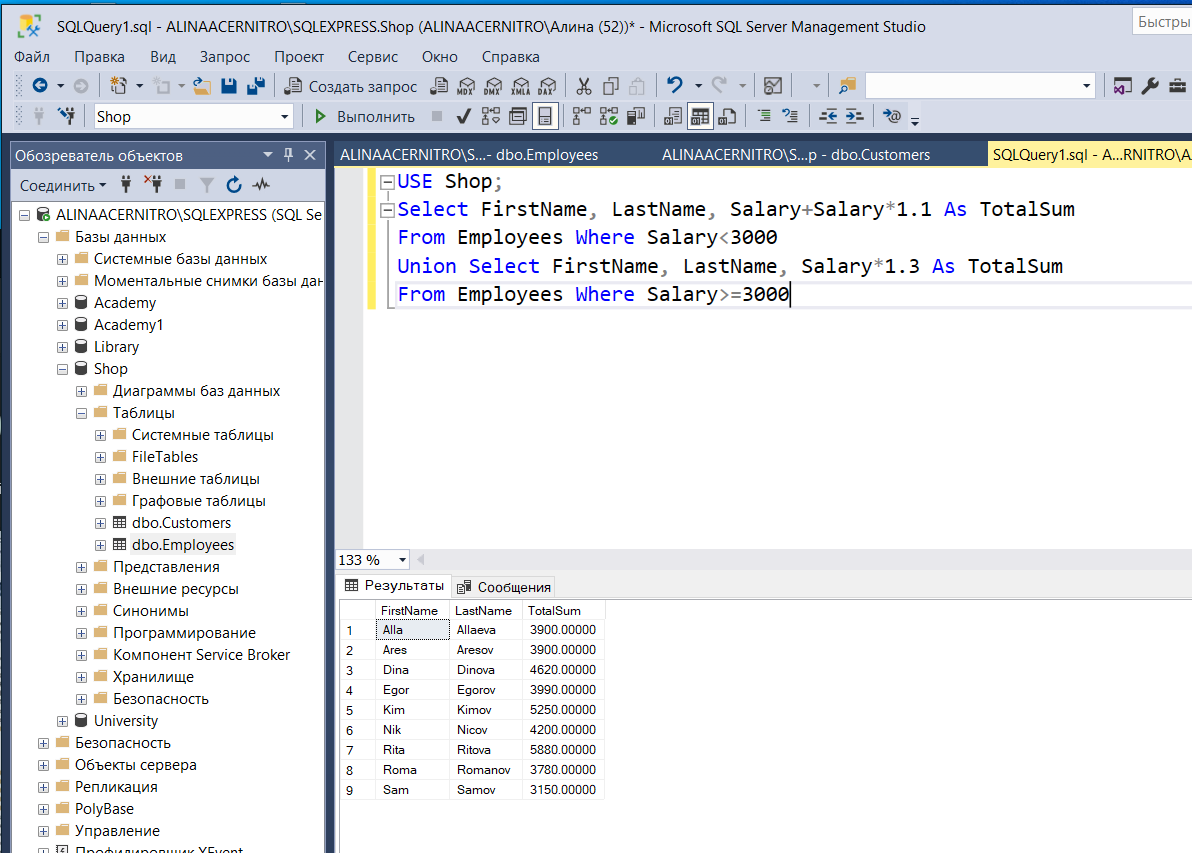 SQLQuery1.sql - ALINAACERNITRO\SQLEXPRESS.Shop (ALINAACERNITRO\Алина (52))* - Microsoft SQL Server Management Studio
Быстры
Файл Правка Вид Запрос Проект Сервис Окно Справка
Создать запрос MDX DMX XMLA DAX
Shop Выполнить
Обозреватель объектов
ALINAACERNITRO\S...- dbo.Employees ALINAACERNITRO\S...p - dbo.Customers SQLQuery1.sql - A...RNITRO\А
Соединить
ALINAACERNITRO\SQLEXPRESS (SQL Se
Базы данных
Системные базы данных
Моментальные снимки базы дан
Academy
Academy1
Library
Shop
Диаграммы баз данных
Таблицы
Системные таблицы
FileTables
Внешние таблицы
Графовые таблицы
dbo.Customers
dbo.Employees
Представления
Внешние ресурсы
Синонимы
Программирование
Компонент Service Broker
Хранилище
Безопасность
University
Безопасность
Объекты сервера
Репликация
PolyBase
Управление
Профилировщик XEvent
USE Shop;
Select FirstName, LastName, Salary+Salary*1.1 As TotalSum
From Employees Where Salary<3000
Union Select FirstName, LastName, Salary*1.3 As TotalSum
From Employees Where Salary>=3000
133 %
Результаты Сообщения
FirstName LastName TotalSum
1 Alla Allaeva 3900.00000
2 Ares Aresov 3900.00000
3 Dina Dinova 4620.00000
4 Egor Egorov 3990.00000
5 Kim Kimov 5250.00000
6 Nik Nicov 4200.00000
7 Rita Ritova 5880.00000
8 Roma Romanov 3780.00000
9 Sam Samov 3150.00000